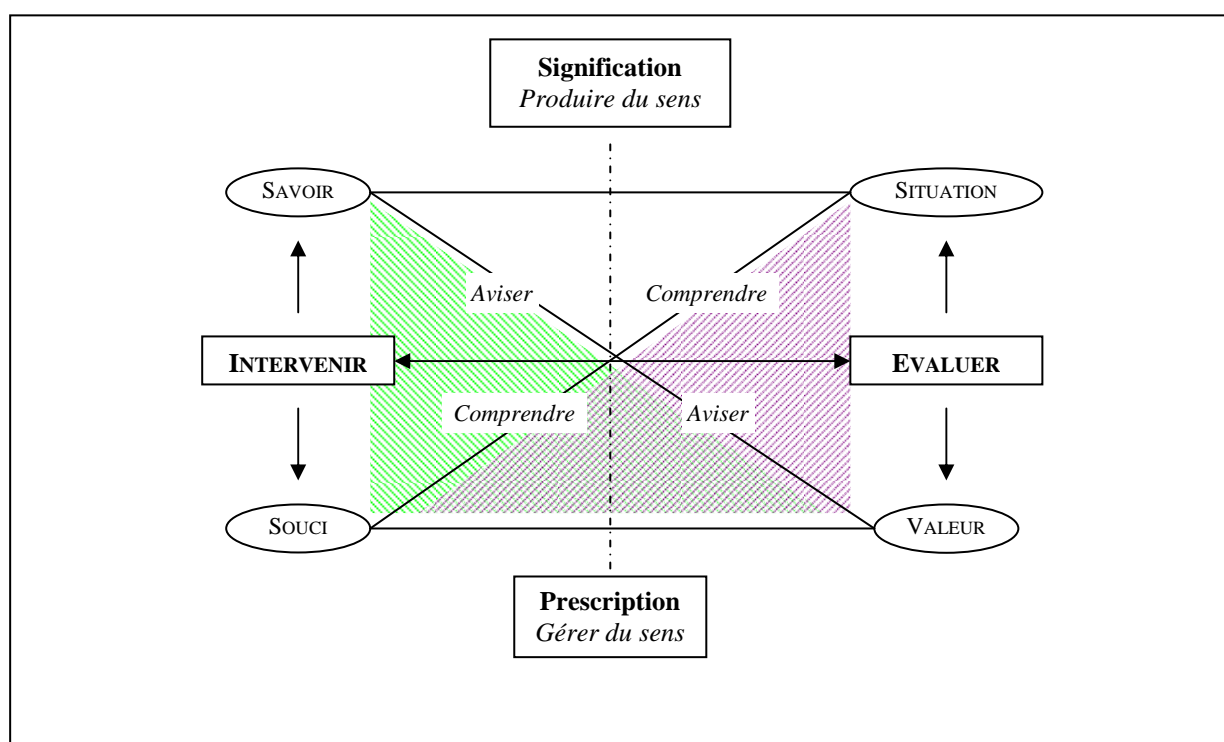 Signification
Produire du sens
SAVOIR
SITUATION
Aviser
Comprendre
INTERVENIR
EVALUER
Comprendre
Aviser
SOUCI
VALEUR
Prescription
Gérer du sens